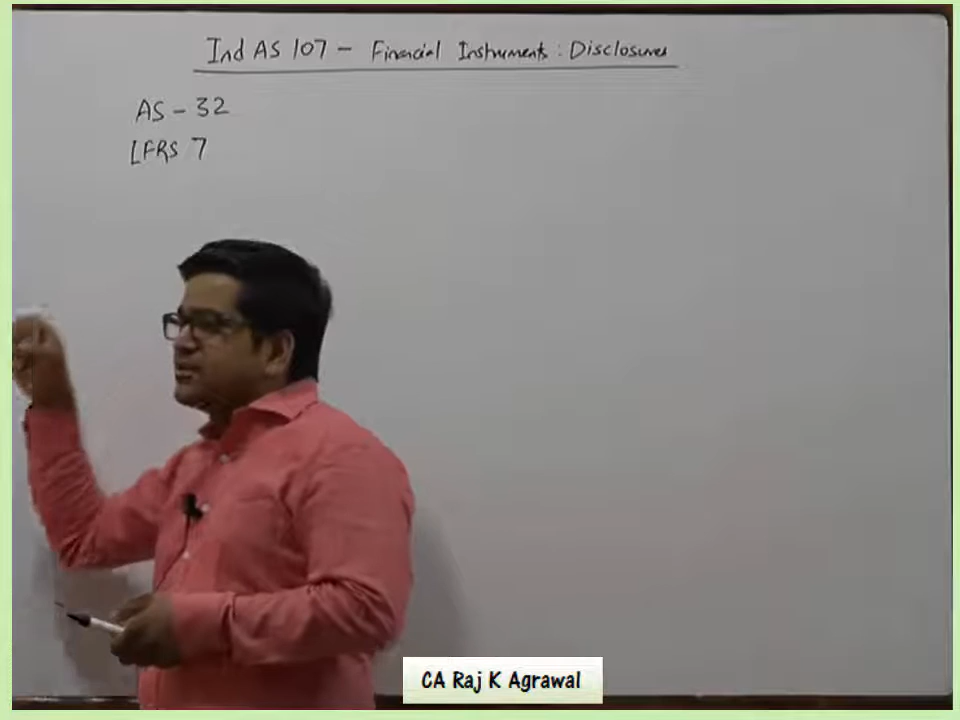 Ind AS 107 - Financial Instruments : Disclosures
AS - 32
IFRS 7
CA Raj K Agrawal